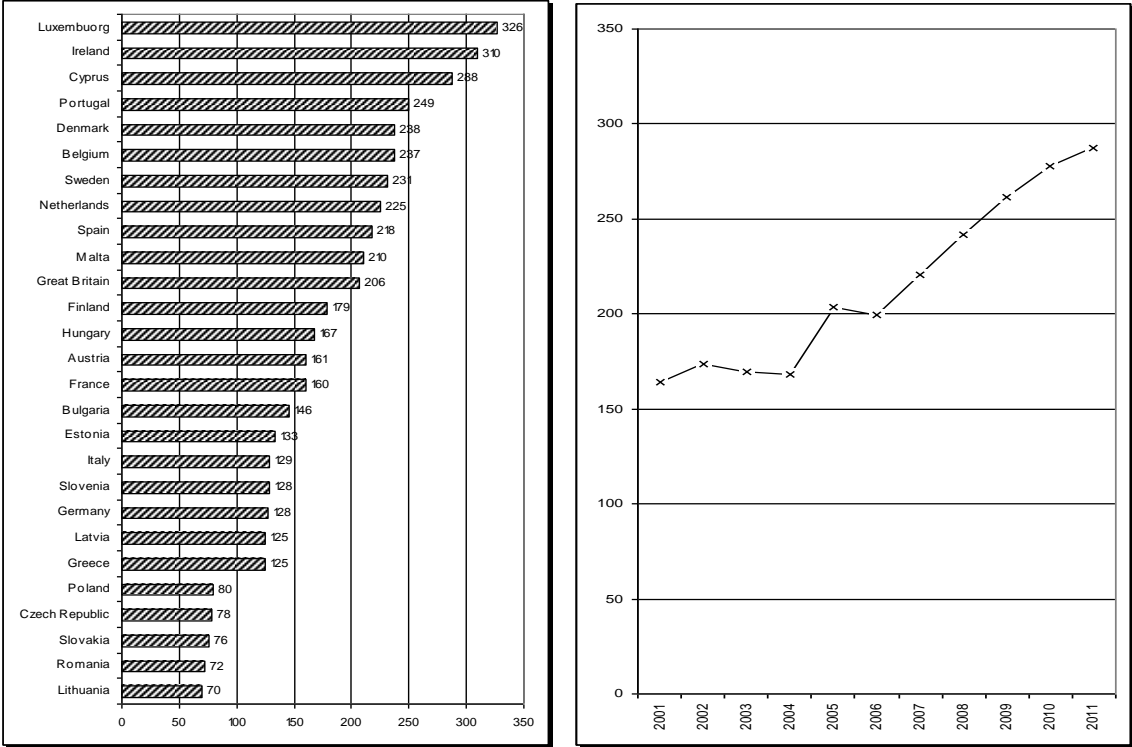 Luxembuorg 326
Ireland 310
Cyprus 288
Portugal 249
Denmark 238
Belgium 237
Sweden 231
Netherlands 225
Spain 218
Malta 210
Great Britain 206
Finland 179
Hungary 167
Austria 161
France 160
Bulgaria 146
Estonia 133
Italy 129
Slovenia 128
Germany 128
Latvia 125
Greece 125
Poland 80
Czech Republic 78
Slovakia 76
Romania 72
Lithuania 70
0 50 100 150 200 250 300 350
350
300
250
200
150
100
50
0
2001 2002 2003 2004 2005 2006 2007 2008 2009 2010 2011